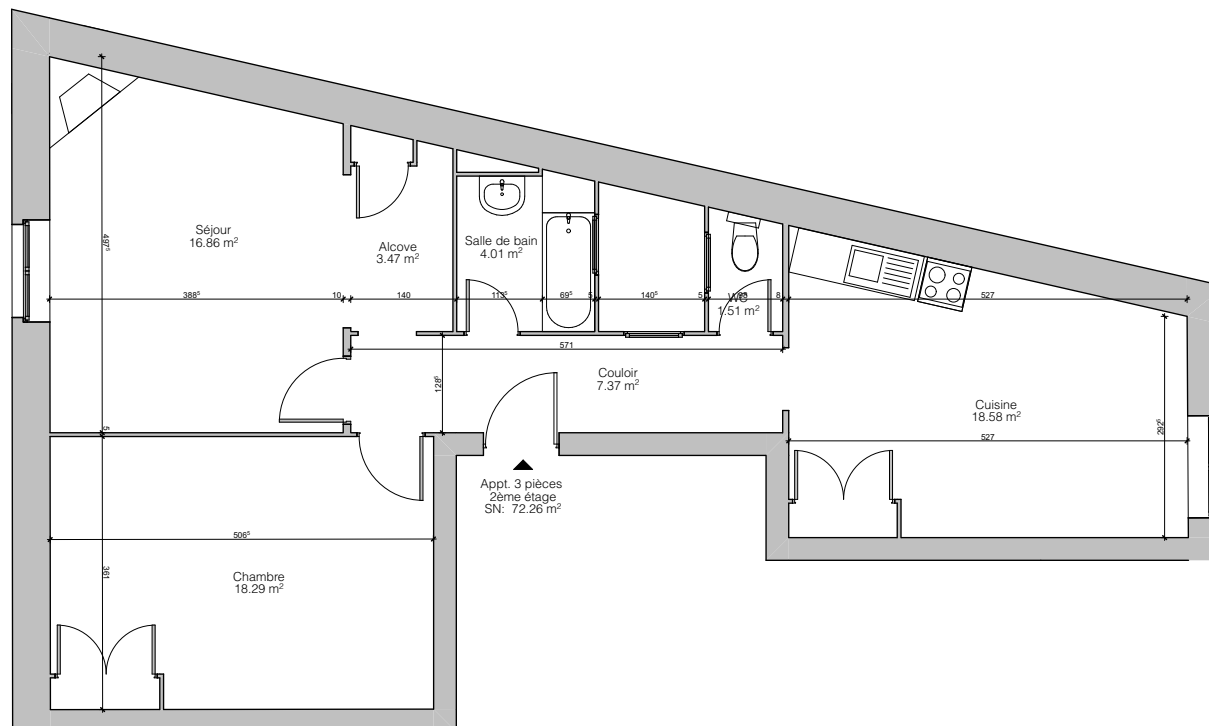 Séjour
16.86 m²
Alcove
3.47 m²
Salle de bain
4.01 m²
WC
1.51 m²
497⁵
388⁵
10
140
113⁵
69⁵
5
140⁵
5
8
527
571
Couloir
7.37 m²
128⁵
Cuisine
18.58 m²
292⁵
527
5
Appt. 3 pièces
2ème étage
SN: 72.26 m²
506⁵
361
Chambre
18.29 m²